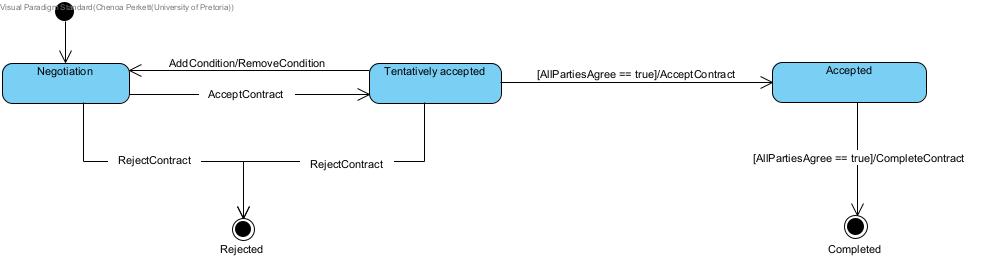 Visual Paradigm Standard(Chenoa Perkett(University of Pretoria))
AddCondition/RemoveCondition
Negotiation
Tentatively accepted
Accepted
[AllPartiesAgree == true]/AcceptContract
AcceptContract
RejectContract
RejectContract
[AllPartiesAgree == true]/CompleteContract
Rejected
Completed